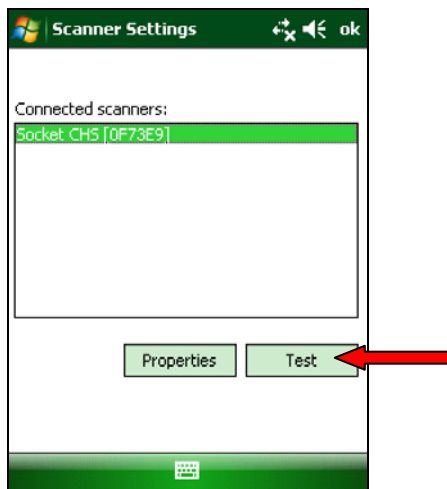 Scanner Settings ok
Connected scanners:
Socket CHS [0F73E9]
Properties Test